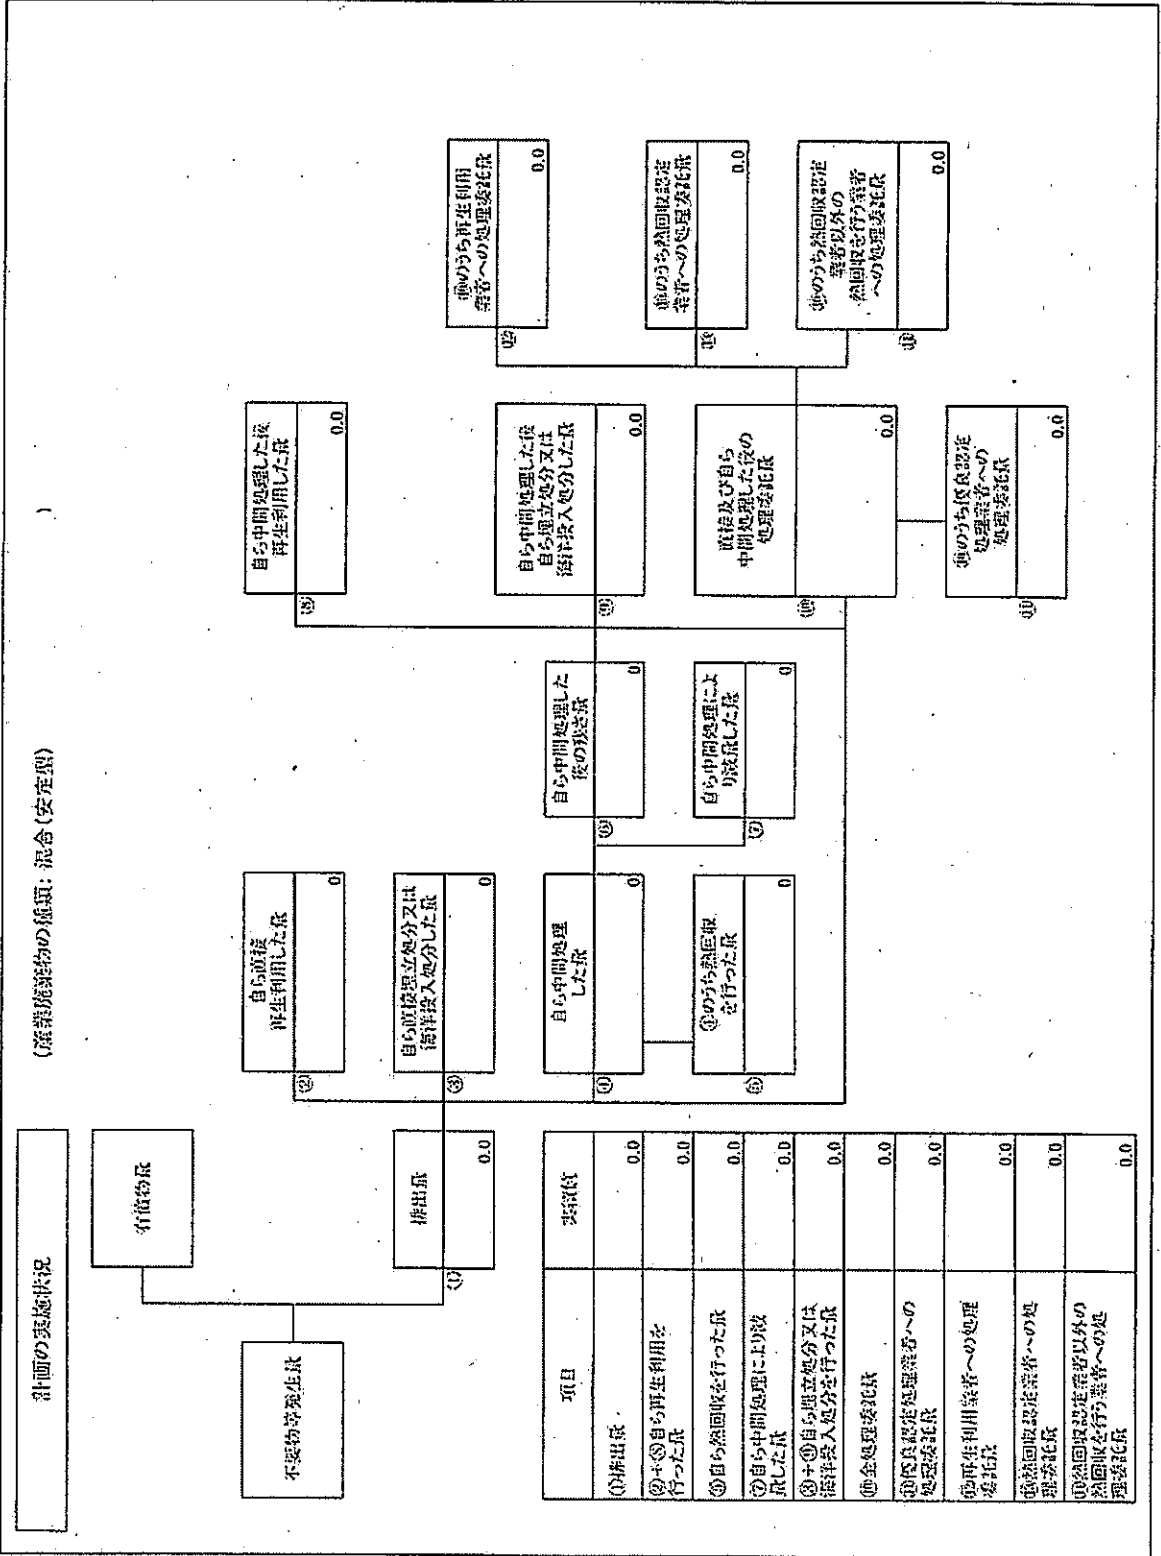 計画の実施状況
(産業廃棄物の種類: 混合(安定型)
)
不要物等発生量
有償物量
①
排出量
0.0
②
自ら直接
再生利用した量
0
③
自ら直接埋立処分又は
海洋投入処分した量
0
④
自ら中間処理
した量
0
⑤
④のうち熱回収
を行った量
0
⑥
自ら中間処理した
後の残さ量
0
⑦
自ら中間処理によ
り減量した量
0
⑧
自ら中間処理した後
再生利用した量
0.0
⑨
自ら中間処理した後
自ら埋立処分又は
海洋投入処分した量
0.0
⑩
直接及び自ら
中間処理した後の
処理委託量
0.0
⑪
⑩のうち優良認定
処理業者への
処理委託量
0.0
⑫
⑩のうち再生利用
業者への処理委託量
0.0
⑬
⑩のうち熱回収認定
業者への処理委託量
0.0
⑭
⑩のうち熱回収認定
業者以外の
熱回収を行う業者
への処理委託量
0.0
項目
実績値
①排出量
0.0
②+⑧自ら再生利用を
行った量
0.0
⑤自ら熱回収を行った量
0.0
⑦自ら中間処理により減
量した量
0.0
③+⑨自ら埋立処分又は
海洋投入処分を行った量
0.0
⑩全処理委託量
0.0
⑪優良認定処理業者への
処理委託量
0.0
⑫再生利用業者への処理
委託量
0.0
⑬熱回収認定業者への処
理委託量
0.0
⑭熱回収認定業者以外の
熱回収を行う業者への処
理委託量
0.0